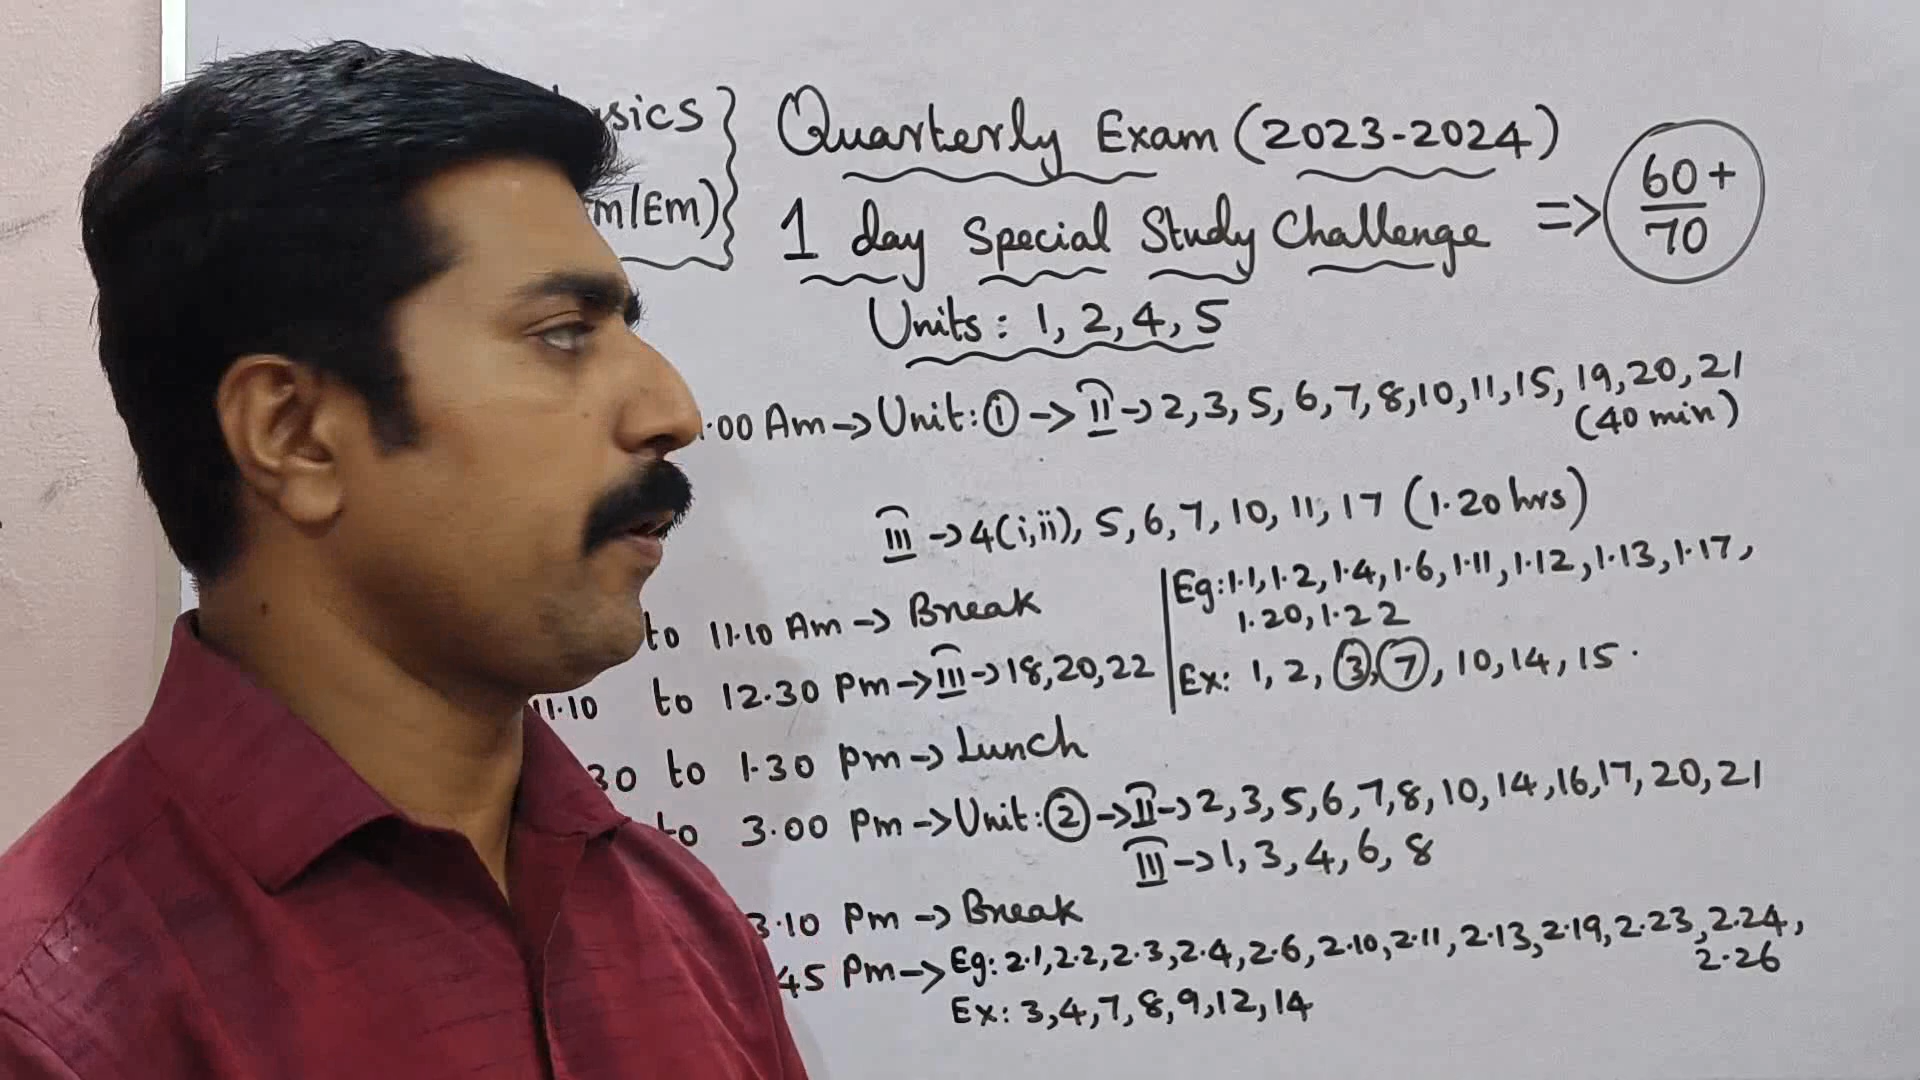 Quarterly Exam (2023-2024)
1 day Special Study Challenge => 60+/70
m/Em)
Units: 1, 2, 4, 5
.00 Am -> Unit: ① -> II -> 2, 3, 5, 6, 7, 8, 10, 11, 15, 19, 20, 21
(40 min)
III -> 4(i,ii), 5, 6, 7, 10, 11, 17 (1.20 hrs)
to 11.10 Am -> Break
11.10 to 12.30 Pm -> III -> 18, 20, 22
Eg: 1.1, 1.2, 1.4, 1.6, 1.11, 1.12, 1.13, 1.17,
1.20, 1.22
Ex: 1, 2, ③, ⑦, 10, 14, 15.
30 to 1.30 Pm -> Lunch
to 3.00 Pm -> Unit: ② -> II -> 2, 3, 5, 6, 7, 8, 10, 14, 16, 17, 20, 21
III -> 1, 3, 4, 6, 8
3.10 Pm -> Break
45 Pm -> Eg: 2.1, 2.2, 2.3, 2.4, 2.6, 2.10, 2.11, 2.13, 2.19, 2.23, 2.24,
2.26
Ex: 3, 4, 7, 8, 9, 12, 14